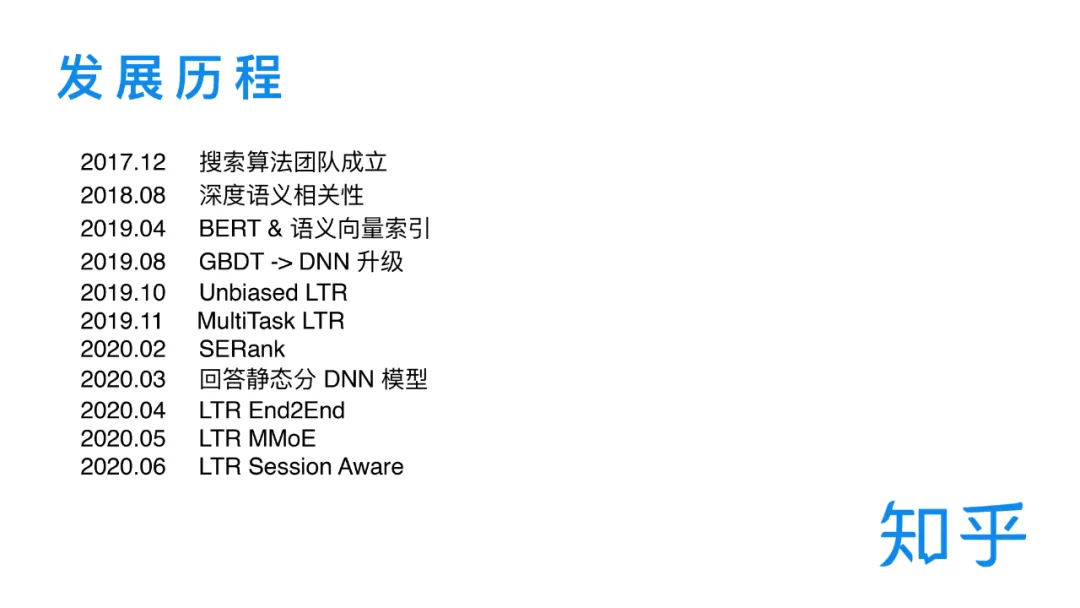 发展历程
2017.12 搜索算法团队成立
2018.08 深度语义相关性
2019.04 BERT & 语义向量索引
2019.08 GBDT -> DNN 升级
2019.10 Unbiased LTR
2019.11 MultiTask LTR
2020.02 SERank
2020.03 回答静态分 DNN 模型
2020.04 LTR End2End
2020.05 LTR MMoE
2020.06 LTR Session Aware
知乎